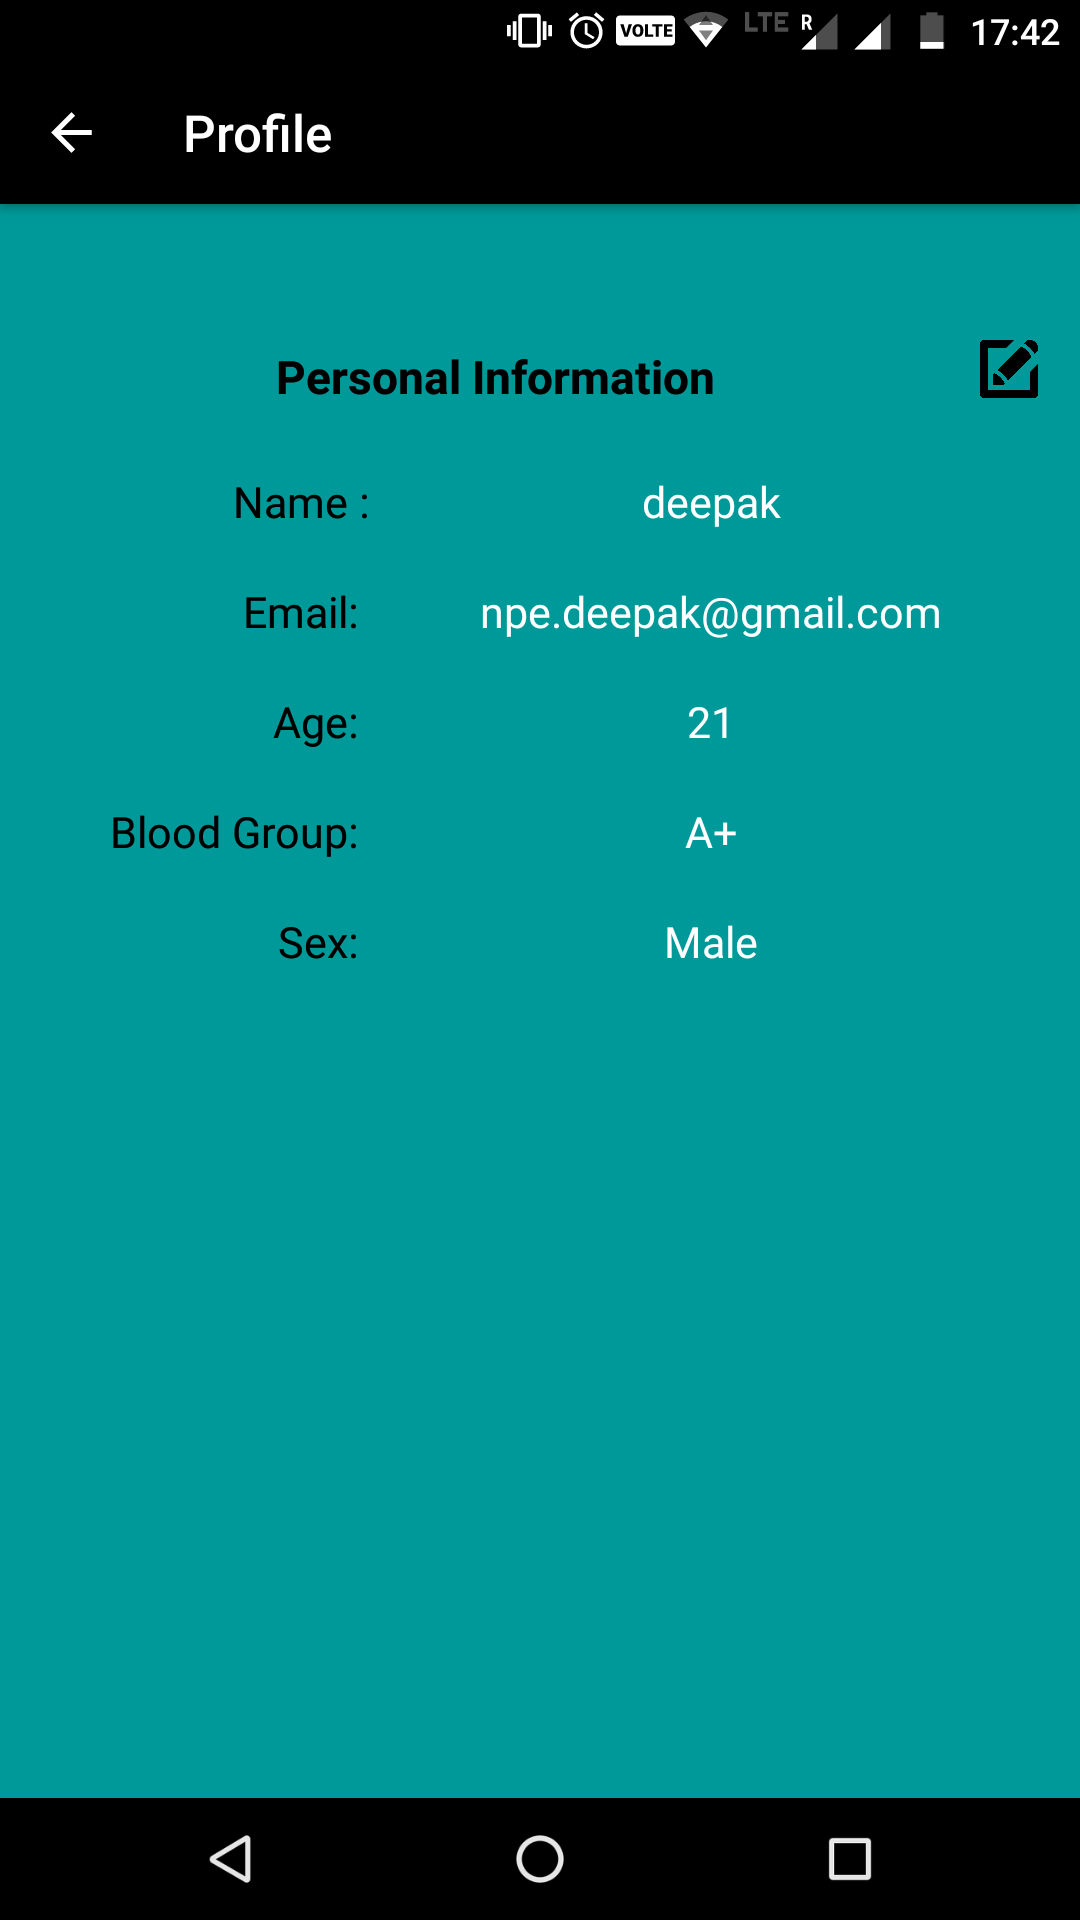 VOLTE LTE R 17:42
Profile
Personal Information
Name : deepak
Email: npe.deepak@gmail.com
Age: 21
Blood Group: A+
Sex: Male